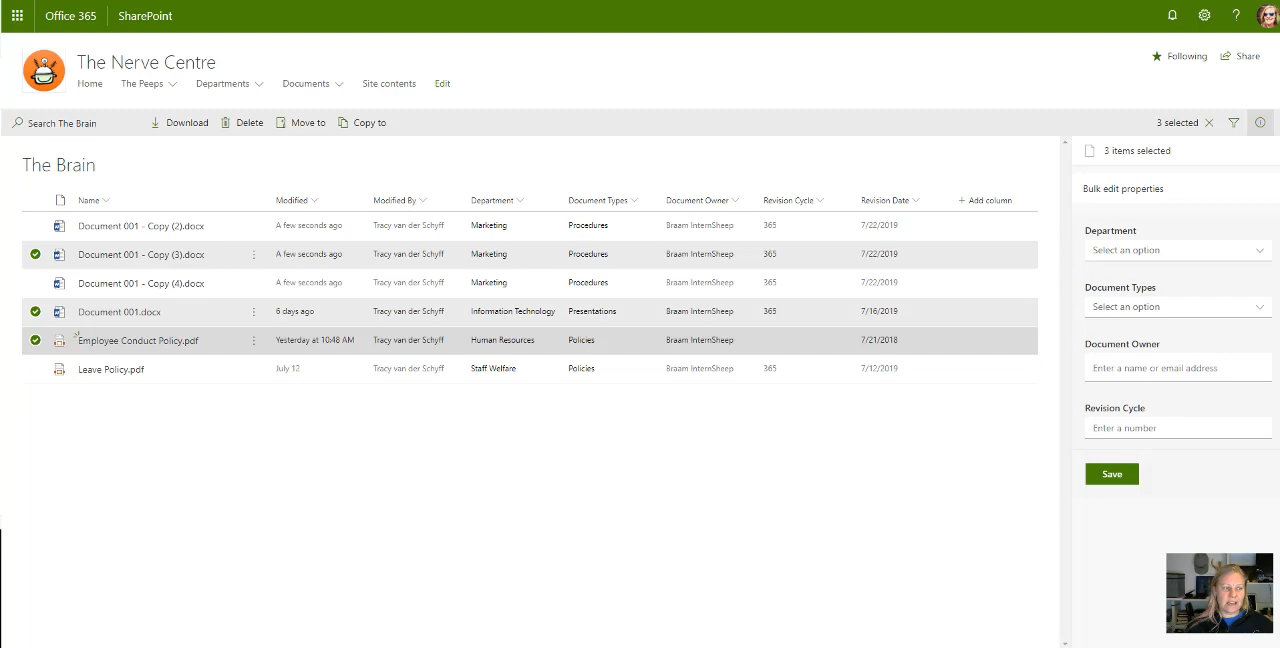 Office 365 SharePoint ?
The Nerve Centre
Following Share
Home The Peeps Departments Documents Site contents Edit
Search The Brain Download Delete Move to Copy to 3 selected
3 items selected
The Brain
Bulk edit properties
Name Modified Modified By Department Document Types Document Owner Revision Cycle Revision Date + Add column
Document 001 - Copy (2).docx A few seconds ago Tracy van der Schyff Marketing Procedures Braam InternSheep 365 7/22/2019
Document 001 - Copy (3).docx A few seconds ago Tracy van der Schyff Marketing Procedures Braam InternSheep 365 7/22/2019
Document 001 - Copy (4).docx A few seconds ago Tracy van der Schyff Marketing Procedures Braam InternSheep 365 7/22/2019
Document 001.docx 6 days ago Tracy van der Schyff Information Technology Presentations Braam InternSheep 365 7/16/2019
Employee Conduct Policy.pdf Yesterday at 10:48 AM Tracy van der Schyff Human Resources Policies Braam InternSheep 7/21/2018
Leave Policy.pdf July 12 Tracy van der Schyff Staff Welfare Policies Braam InternSheep 365 7/12/2019
Department
Select an option
Document Types
Select an option
Document Owner
Enter a name or email address
Revision Cycle
Enter a number
Save